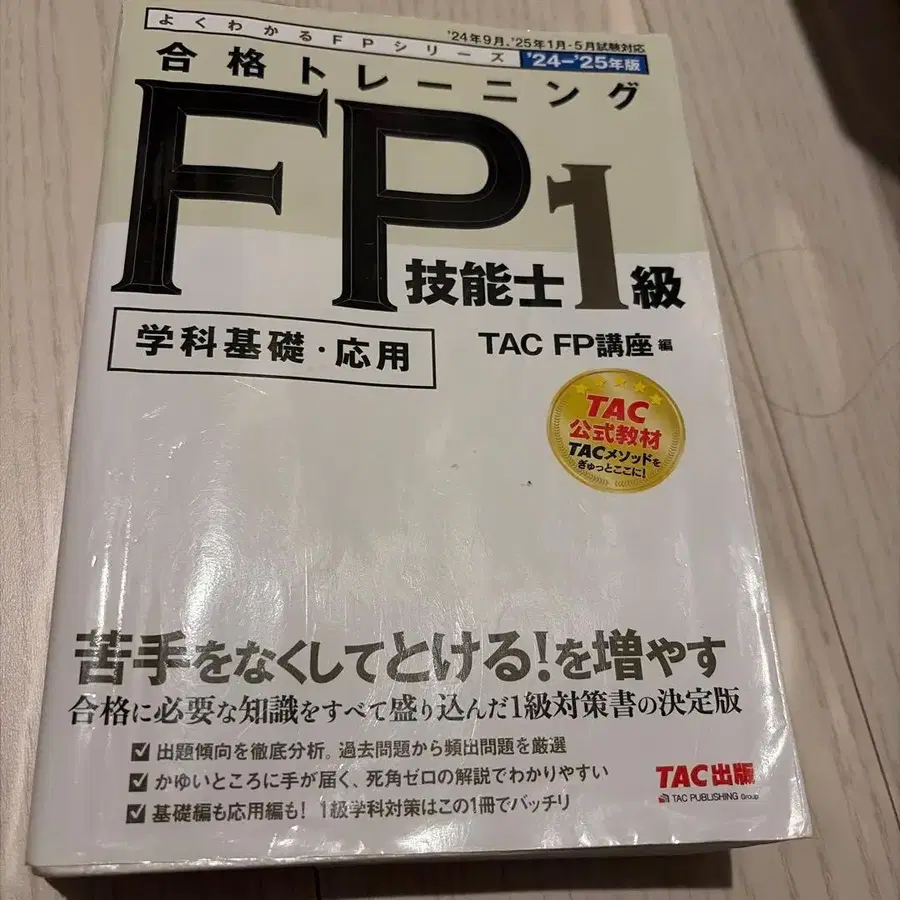 よくわかるFPシリーズ
'24年9月、'25年1月・5月試験対応
'24-'25年版
合格トレーニング
FP技能士1級
学科基礎・応用
TAC FP講座 編
TAC
公式教材
TACメソッドを
ぎゅっとここに!
苦手をなくしてとける!を増やす
合格に必要な知識をすべて盛り込んだ1級対策書の決定版
出題傾向を徹底分析。過去問題から頻出問題を厳選
かゆいところに手が届く、死角ゼロの解説でわかりやすい
基礎編も応用編も! 1級学科対策はこの1冊でバッチリ
TAC出版
TAC PUBLISHING Group